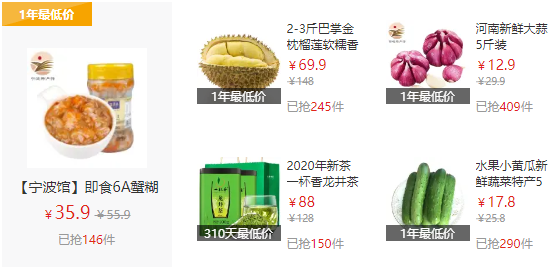 1年最低价
【宁波馆】即食6A蟹糊
￥35.9 ￥55.9
已抢146件
1年最低价
2-3斤巴掌金
枕榴莲软糯香
￥69.9
￥148
已抢245件
1年最低价
河南新鲜大蒜
5斤装
￥12.9
￥29.9
已抢409件
310天最低价
2020年新茶
一杯香龙井茶
￥88
￥128
已抢150件
1年最低价
水果小黄瓜新
鲜蔬菜特产5
￥17.8
￥25.8
已抢290件